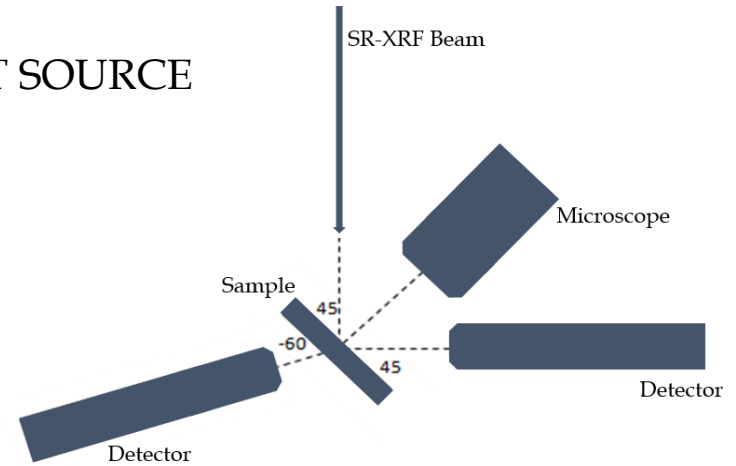 SR-XRF Beam
SOURCE
Microscope
Sample
45
-60
45
Detector
Detector